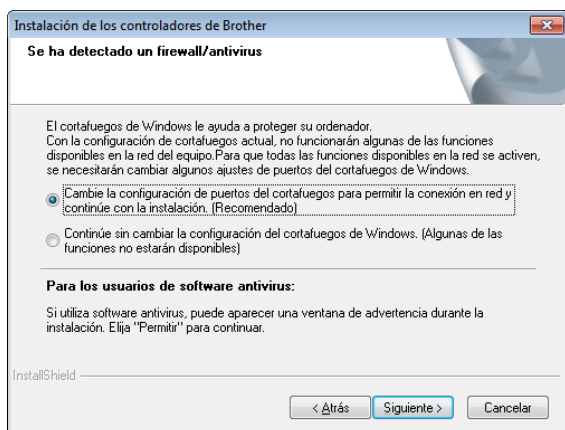 Instalación de los controladores de Brother
Se ha detectado un firewall/antivirus
El cortafuegos de Windows le ayuda a proteger su ordenador.
Con la configuración de cortafuegos actual, no funcionarán algunas de las funciones
disponibles en la red del equipo.Para que todas las funciones disponibles en la red se activen,
se necesitarán cambiar algunos ajustes de puertos del cortafuegos de Windows.
Cambie la configuración de puertos del cortafuegos para permitir la conexión en red y
continúe con la instalación. (Recomendado)
Continúe sin cambiar la configuración del cortafuegos de Windows. (Algunas de las
funciones no estarán disponibles)
Para los usuarios de software antivirus:
Si utiliza software antivirus, puede aparecer una ventana de advertencia durante la
instalación. Elija "Permitir" para continuar.
InstallShield
< Atrás Siguiente > Cancelar